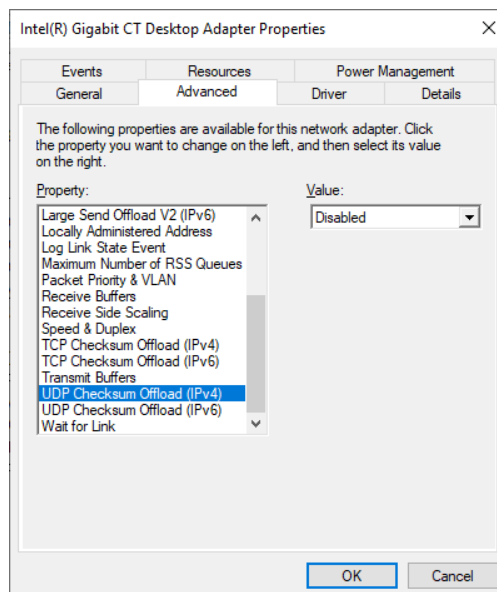 Intel(R) Gigabit CT Desktop Adapter Properties
Events
Resources
Power Management
General
Advanced
Driver
Details
The following properties are available for this network adapter. Click
the property you want to change on the left, and then select its value
on the right.
Property:
Value:
Large Send Offload V2 (IPv6)
Locally Administered Address
Log Link State Event
Maximum Number of RSS Queues
Packet Priority & VLAN
Receive Buffers
Receive Side Scaling
Speed & Duplex
TCP Checksum Offload (IPv4)
TCP Checksum Offload (IPv6)
Transmit Buffers
UDP Checksum Offload (IPv4)
UDP Checksum Offload (IPv6)
Wait for Link
Disabled
OK
Cancel